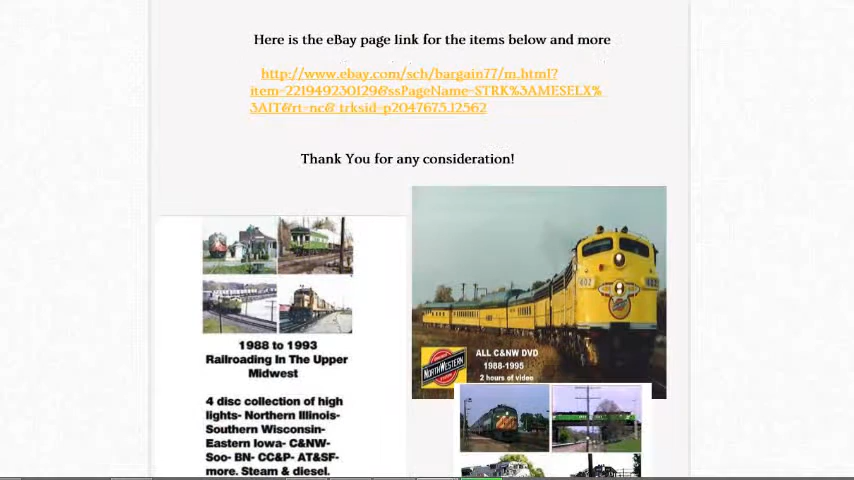 Here is the eBay page link for the items below and more
http://www.ebay.com/sch/bargain77/m.html?
item=221949230129&ssPageName=STRK%3AMESELX%
3AIT&rt=nc&_trksid=p2047675.l2562
Thank You for any consideration!
1988 to 1993
Railroading In The Upper
Midwest
4 disc collection of high
lights- Northern Illinois-
Southern Wisconsin-
Eastern Iowa- C&NW-
Soo- BN- CC&P- AT&SF-
more. Steam & diesel.
402
402
NORTH WESTERN
ALL C&NW DVD
1988-1995
2 hours of video